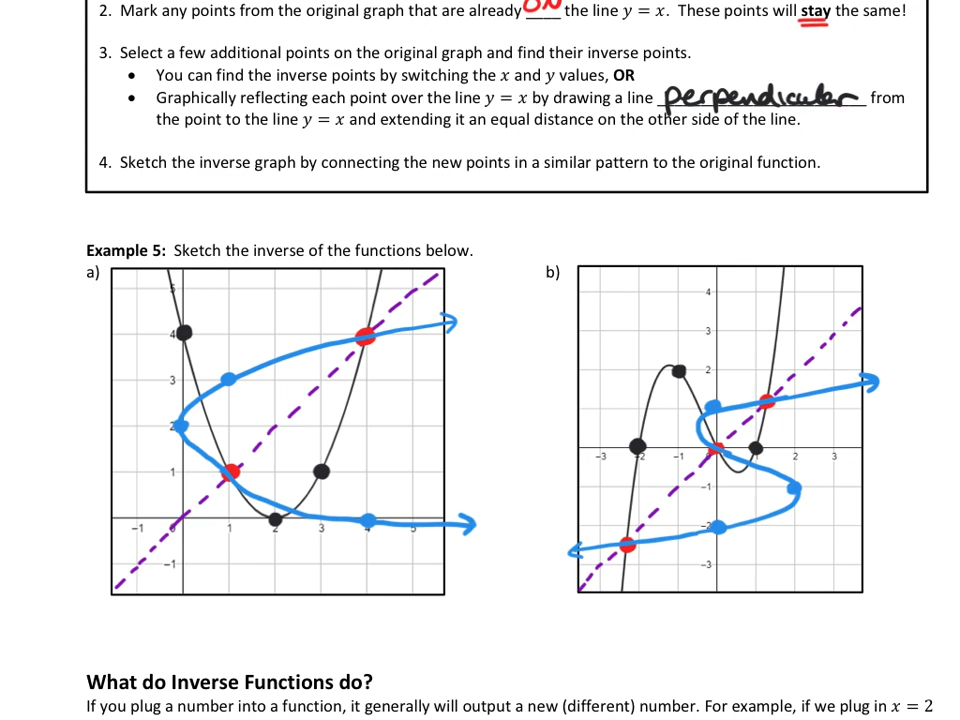 2. Mark any points from the original graph that are already ON the line y = x. These points will stay the same!
3. Select a few additional points on the original graph and find their inverse points.
• You can find the inverse points by switching the x and y values, OR
• Graphically reflecting each point over the line y = x by drawing a line perpendicular from
the point to the line y = x and extending it an equal distance on the other side of the line.
4. Sketch the inverse graph by connecting the new points in a similar pattern to the original function.
Example 5: Sketch the inverse of the functions below.
a)
5
4
3
2
1
-1 0 1 2 3 4 5
-1
b)
4
3
2
-3 -2 -1 1 2 3
-1
-2
-3
What do Inverse Functions do?
If you plug a number into a function, it generally will output a new (different) number. For example, if we plug in x = 2